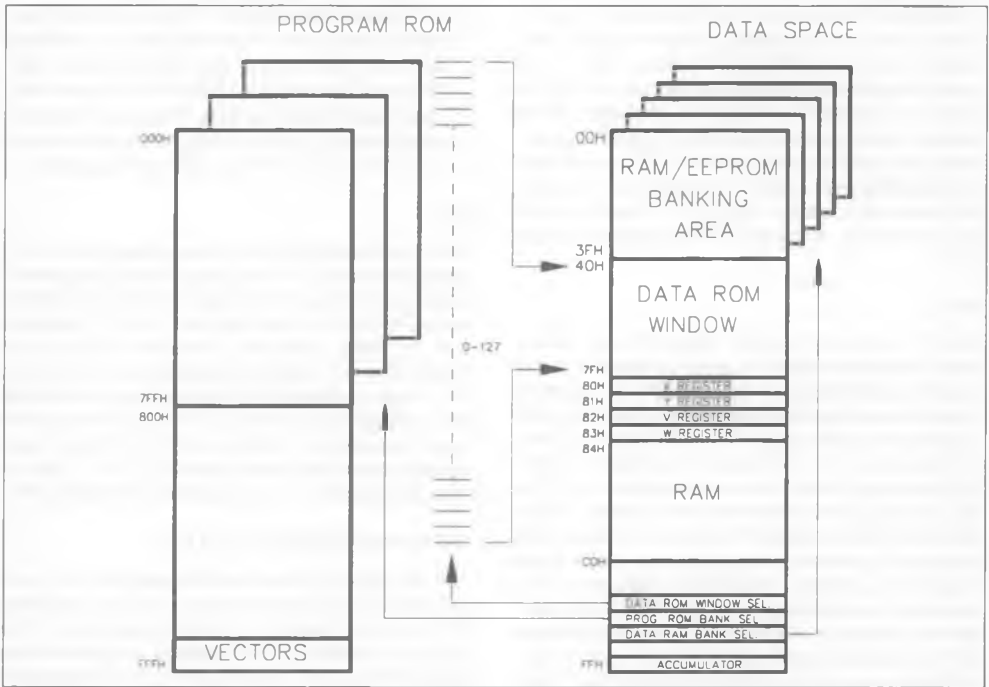 PROGRAM ROM
DATA SPACE
000H
00H
RAM/EEPROM
BANKING
AREA
3FH
40H
DATA ROM
WINDOW
0-127
7FFH
800H
7FH
80H
X REGISTER
81H
Y REGISTER
82H
V REGISTER
83H
W REGISTER
84H
RAM
C0H
DATA ROM WINDOW SEL.
PROG ROM BANK SEL
DATA RAM BANK SEL.
VECTORS
FFFH
FFH
ACCUMULATOR